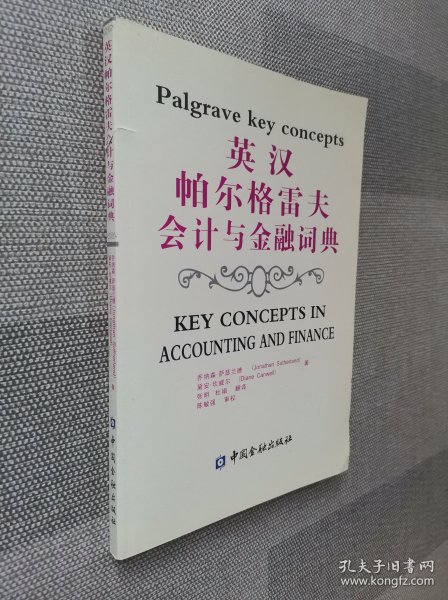 Palgrave key concepts
英汉
帕尔格雷夫
会计与金融词典
KEY CONCEPTS IN
ACCOUNTING AND FINANCE
乔纳森·萨瑟兰德 (Jonathan Sutherland)
黛安·坎威尔 (Diane Canwell) 著
张明 杜娟 翻译
陈敏强 审校
中国金融出版社
英汉帕尔格雷夫会计与金融词典
中国金融出版社
孔夫子旧书网
www.kongfz.com